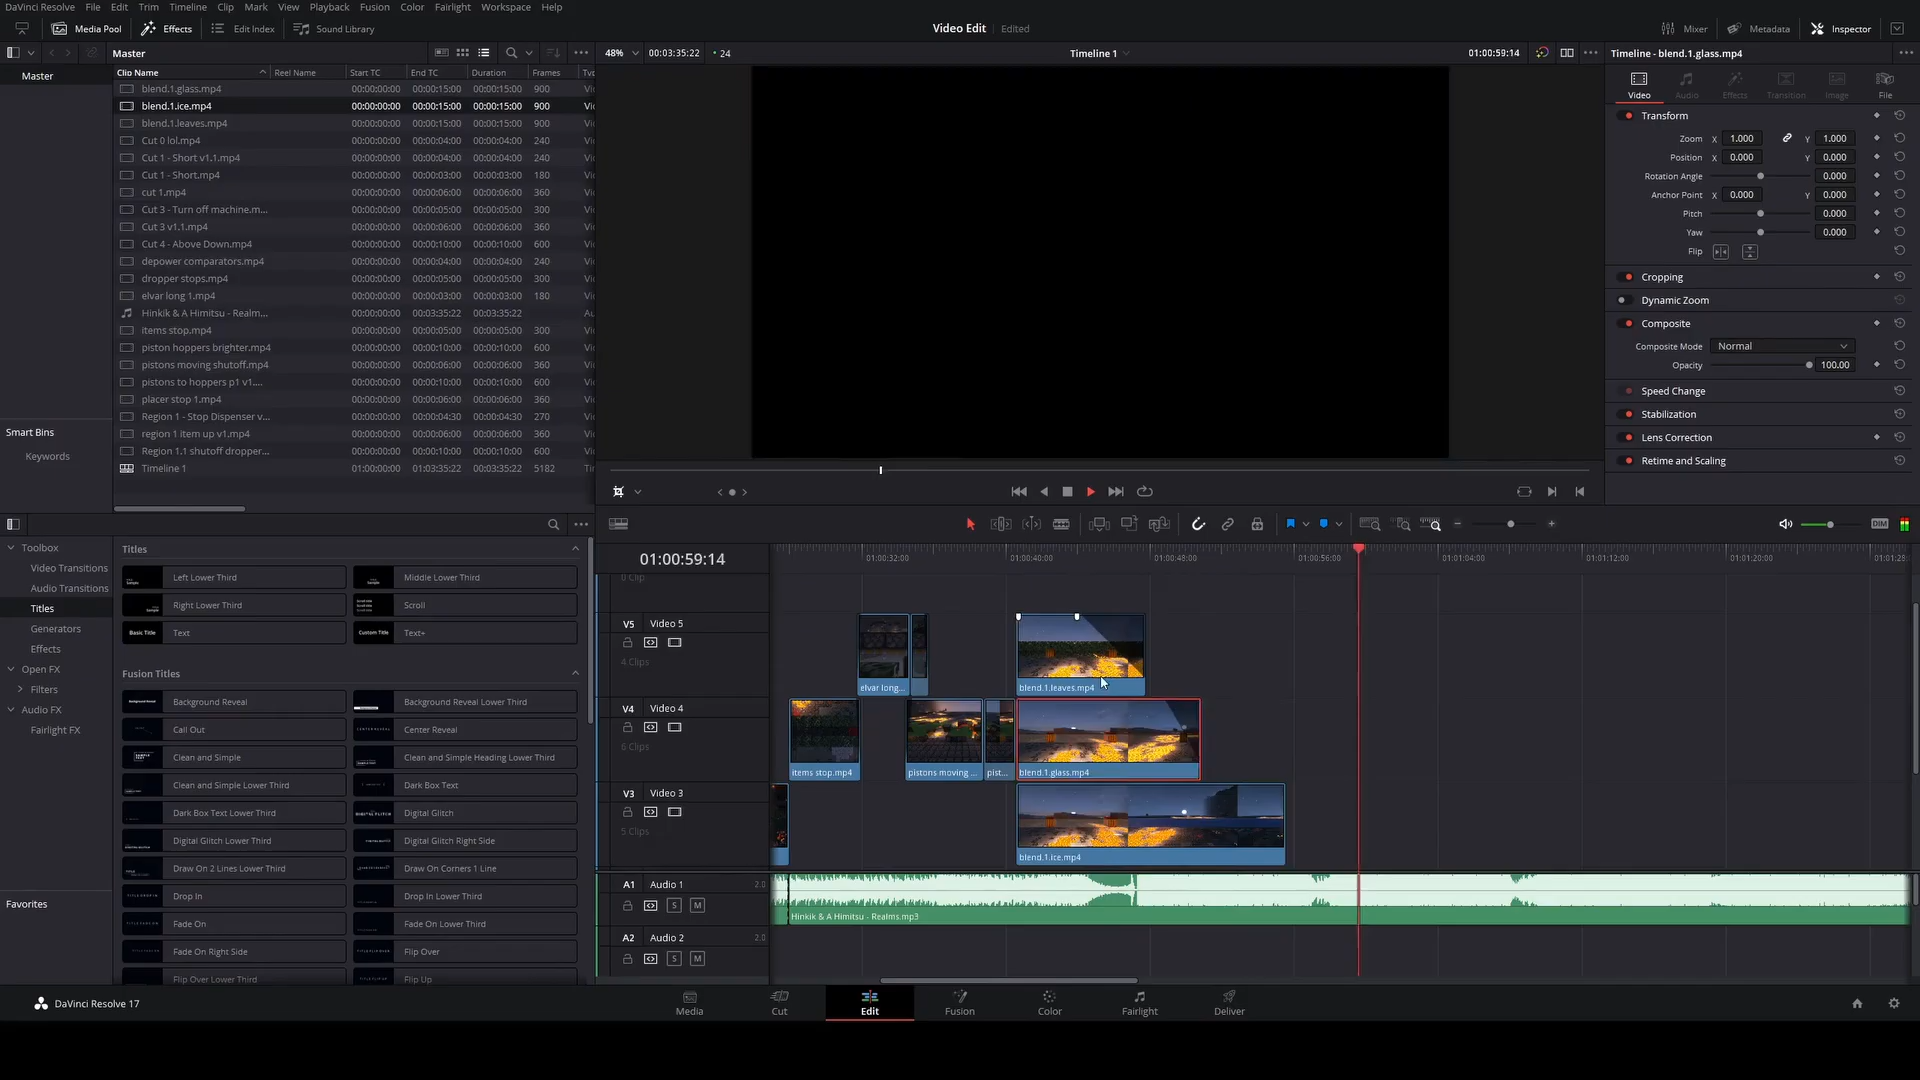 DaVinci Resolve File Edit Trim Timeline Clip Mark View Playback Fusion Color Fairlight Workspace Help
Media Pool Effects Edit Index Sound Library Video Edit Edited Mixer Metadata Inspector
Master 48% 00:03:35:22 24 Timeline 1 01:00:59:14 Timeline - blend.1.glass.mp4
Master
Clip Name Reel Name Start TC End TC Duration Frames Typ
blend.1.glass.mp4 00:00:00:00 00:00:15:00 00:00:15:00 900
blend.1.ice.mp4 00:00:00:00 00:00:15:00 00:00:15:00 900
blend.1.leaves.mp4 00:00:00:00 00:00:15:00 00:00:15:00 900
Cut 0 lol.mp4 00:00:00:00 00:00:04:00 00:00:04:00 240
Cut 1 - Short v1.1.mp4 00:00:00:00 00:00:04:00 00:00:04:00 240
Cut 1 - Short.mp4 00:00:00:00 00:00:03:00 00:00:03:00 180
cut 1.mp4 00:00:00:00 00:00:06:00 00:00:06:00 360
Cut 3 - Turn off machine.m... 00:00:00:00 00:00:05:00 00:00:05:00 300
Cut 3 v1.1.mp4 00:00:00:00 00:00:06:00 00:00:06:00 360
Cut 4 - Above Down.mp4 00:00:00:00 00:00:10:00 00:00:10:00 600
depower comparators.mp4 00:00:00:00 00:00:04:00 00:00:04:00 240
dropper stops.mp4 00:00:00:00 00:00:05:00 00:00:05:00 300
elvar long 1.mp4 00:00:00:00 00:00:03:00 00:00:03:00 180
Hinkik & A Himitsu - Realm... 00:00:00:00 00:03:35:22 00:03:35:22
items stop.mp4 00:00:00:00 00:00:05:00 00:00:05:00 300
piston hoppers brighter.mp4 00:00:00:00 00:00:10:00 00:00:10:00 600
pistons moving shutoff.mp4 00:00:00:00 00:00:06:00 00:00:06:00 360
pistons to hoppers p1 v1.... 00:00:00:00 00:00:10:00 00:00:10:00 600
placer stop 1.mp4 00:00:00:00 00:00:06:00 00:00:06:00 360
Region 1 - Stop Dispenser v... 00:00:00:00 00:00:04:30 00:00:04:30 270
region 1 item up v1.mp4 00:00:00:00 00:00:06:00 00:00:06:00 360
Region 1.1 shutoff dropper... 00:00:00:00 00:00:05:00 00:00:05:00 300
Timeline 1 01:00:00:00 01:03:35:22 00:03:35:22 5182
Smart Bins
Keywords
Video Audio Effects Transition Image File
Transform
Zoom X 1.000 Y 1.000
Position X 0.000 Y 0.000
Rotation Angle 0.000
Anchor Point X 0.000 Y 0.000
Pitch 0.000
Yaw 0.000
Flip
Cropping
Dynamic Zoom
Composite
Composite Mode Normal
Opacity 100.00
Speed Change
Stabilization
Lens Correction
Retime and Scaling
DIM
Toolbox
Video Transitions
Audio Transitions
Titles
Generators
Effects
Open FX
Filters
Audio FX
Fairlight FX
Favorites
Titles
Left Lower Third Middle Lower Third
Right Lower Third Scroll
Basic Title Text Custom Title Text+
Fusion Titles
Background Reveal Background Reveal Lower Third
Call Out Center Reveal
Clean and Simple Clean and Simple Heading Lower Third
Clean and Simple Lower Third Dark Box Text
Dark Box Text Lower Third Digital Glitch
Digital Glitch Lower Third Digital Glitch Right Side
Draw On 2 Lines Lower Third Draw On Corners 1 Line
Drop In Drop In Lower Third
Fade On Fade On Lower Third
Fade On Right Side Flip Over
Flip Over Lower Third Flip Up
01:00:59:14 01:00:32:00 01:00:40:00 01:00:48:00 01:00:56:00 01:01:04:00 01:01:12:00 01:01:20:00 01:01:28
V5 Video 5
4 Clips
elvar long... blend.1.leaves.mp4
V4 Video 4
6 Clips
items stop.mp4 pistons moving ... pist... blend.1.glass.mp4
V3 Video 3
5 Clips
blend.1.ice.mp4
A1 Audio 1 2.0
S M
Hinkik & A Himitsu - Realms.mp3
A2 Audio 2 2.0
S M
DaVinci Resolve 17
Media Cut Edit Fusion Color Fairlight Deliver